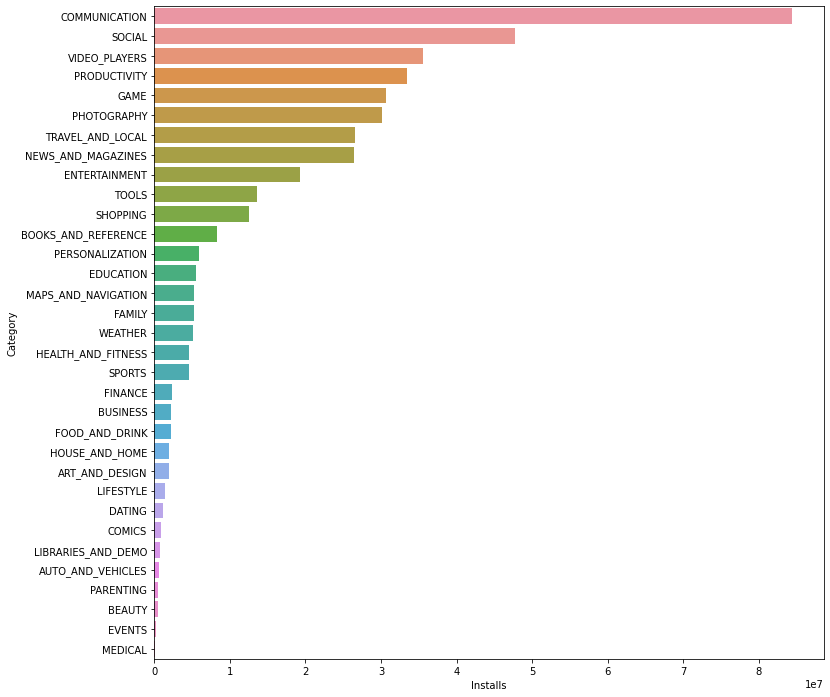 COMMUNICATION
SOCIAL
VIDEO_PLAYERS
PRODUCTIVITY
GAME
PHOTOGRAPHY
TRAVEL_AND_LOCAL
NEWS_AND_MAGAZINES
ENTERTAINMENT
TOOLS
SHOPPING
BOOKS_AND_REFERENCE
PERSONALIZATION
EDUCATION
MAPS_AND_NAVIGATION
FAMILY
WEATHER
HEALTH_AND_FITNESS
SPORTS
FINANCE
BUSINESS
FOOD_AND_DRINK
HOUSE_AND_HOME
ART_AND_DESIGN
LIFESTYLE
DATING
COMICS
LIBRARIES_AND_DEMO
AUTO_AND_VEHICLES
PARENTING
BEAUTY
EVENTS
MEDICAL
Category
0 1 2 3 4 5 6 7 8
1e7
Installs